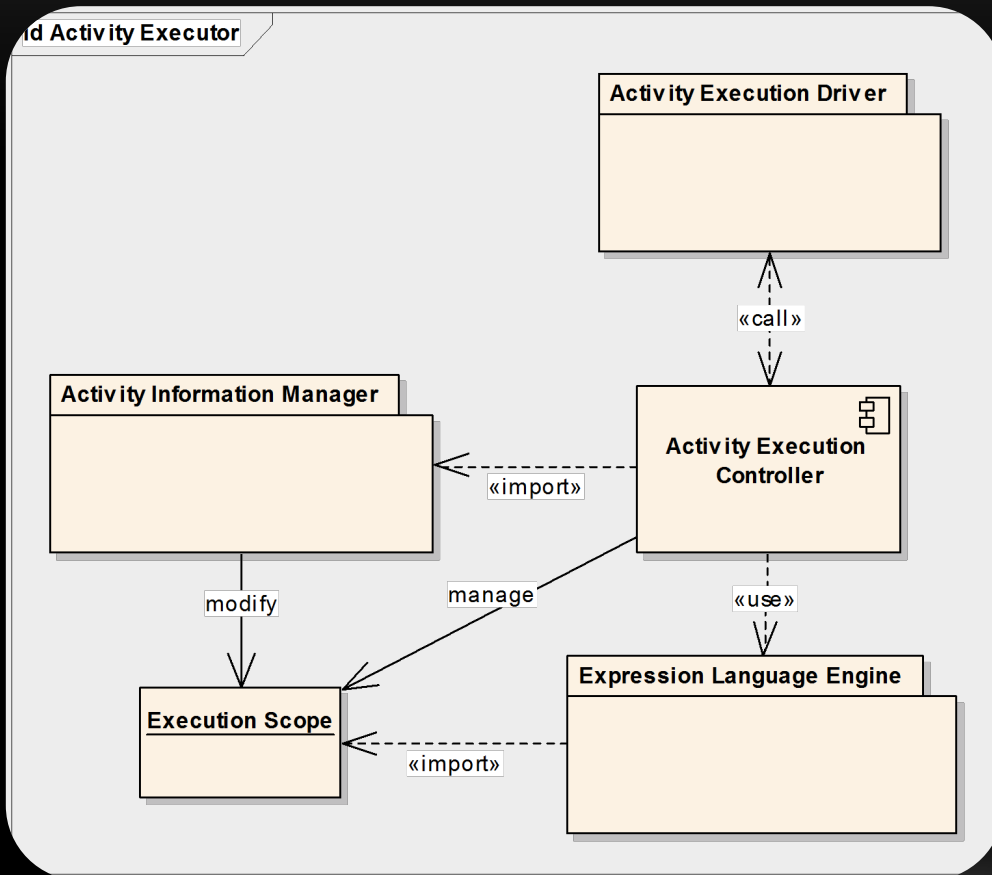 id Activity Executor
Activity Execution Driver
«call»
Activity Information Manager
Activity Execution
Controller
«import»
manage
modify
«use»
Expression Language Engine
Execution Scope
«import»